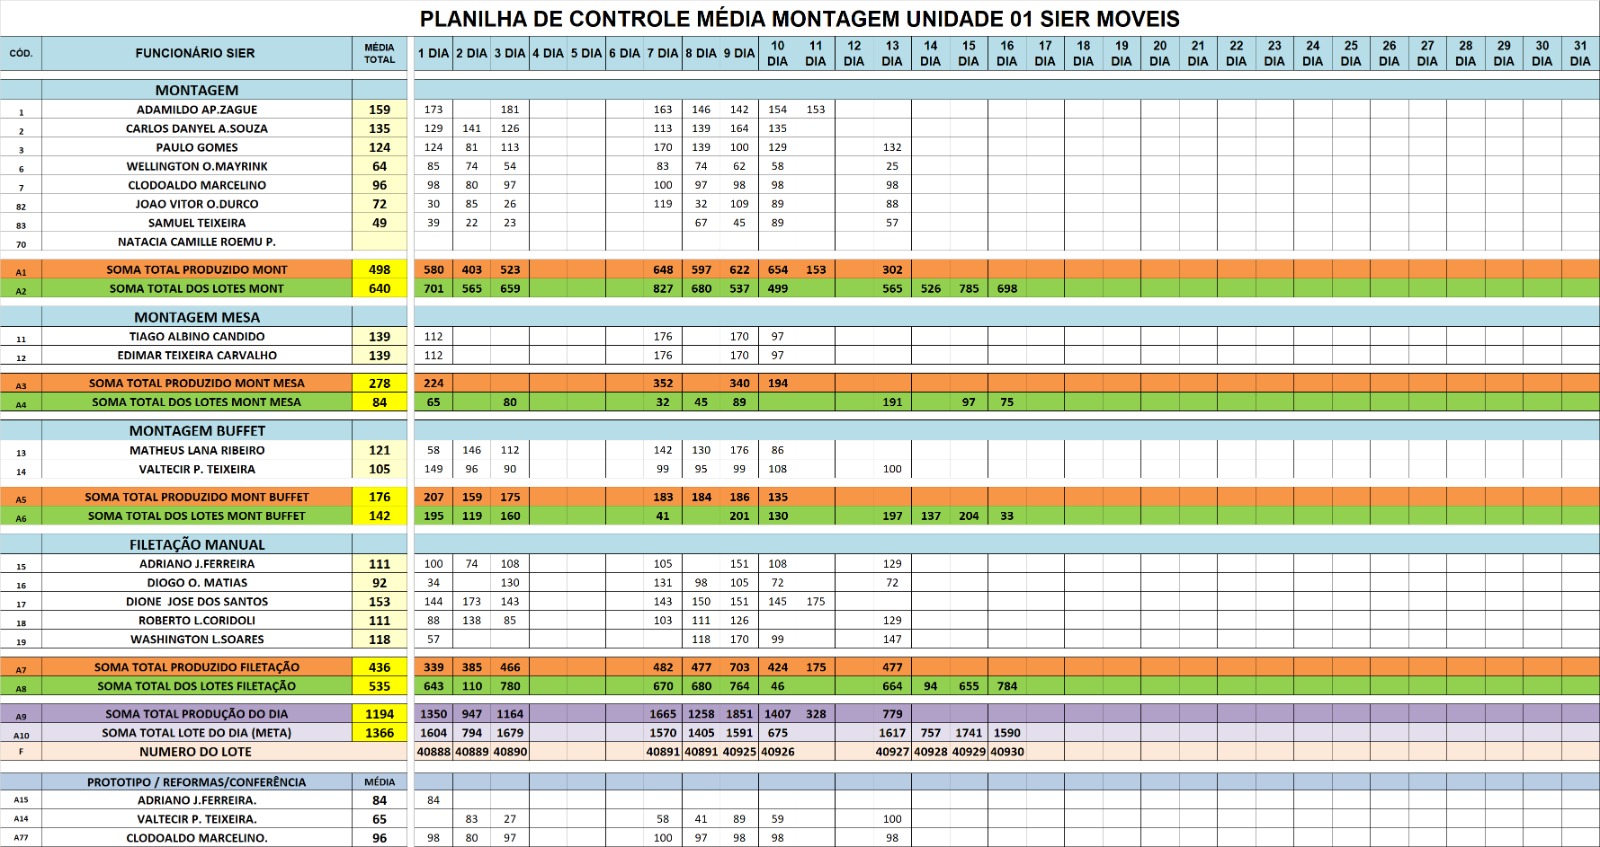 PLANILHA DE CONTROLE MÉDIA MONTAGEM UNIDADE 01 SIER MOVEIS
CÓD. FUNCIONÁRIO SIER MÉDIA TOTAL 1 DIA 2 DIA 3 DIA 4 DIA 5 DIA 6 DIA 7 DIA 8 DIA 9 DIA 10 DIA 11 DIA 12 DIA 13 DIA 14 DIA 15 DIA 16 DIA 17 DIA 18 DIA 19 DIA 20 DIA 21 DIA 22 DIA 23 DIA 24 DIA 25 DIA 26 DIA 27 DIA 28 DIA 29 DIA 30 DIA 31 DIA
MONTAGEM
1 ADAMILDO AP.ZAGUE 159 173 181 163 146 142 154 153
2 CARLOS DANYEL A.SOUZA 135 129 141 126 113 139 164 135
3 PAULO GOMES 124 124 81 113 170 139 100 129 132
6 WELLINGTON O.MAYRINK 64 85 74 54 83 74 62 58 25
7 CLODOALDO MARCELINO 96 98 80 97 100 97 98 98 98
82 JOAO VITOR O.DURCO 72 30 85 26 119 32 109 89 88
83 SAMUEL TEIXEIRA 49 39 22 23 67 45 89 57
70 NATACIA CAMILLE ROEMU P.
A1 SOMA TOTAL PRODUZIDO MONT 498 580 403 523 648 597 622 654 153 302
A2 SOMA TOTAL DOS LOTES MONT 640 701 565 659 827 680 537 499 565 526 785 698
MONTAGEM MESA
11 TIAGO ALBINO CANDIDO 139 112 176 170 97
12 EDIMAR TEIXEIRA CARVALHO 139 112 176 170 97
A3 SOMA TOTAL PRODUZIDO MONT MESA 278 224 352 340 194
A4 SOMA TOTAL DOS LOTES MONT MESA 84 65 80 32 45 89 191 97 75
MONTAGEM BUFFET
13 MATHEUS LANA RIBEIRO 121 58 146 112 142 130 176 86
14 VALTECIR P. TEIXEIRA 105 149 96 90 99 95 99 108 100
A5 SOMA TOTAL PRODUZIDO MONT BUFFET 176 207 159 175 183 184 186 135
A6 SOMA TOTAL DOS LOTES MONT BUFFET 142 195 119 160 41 201 130 197 137 204 33
FILETAÇÃO MANUAL
15 ADRIANO J.FERREIRA 111 100 74 108 105 151 108 129
16 DIOGO O. MATIAS 92 34 130 131 98 105 72 72
17 DIONE JOSE DOS SANTOS 153 144 173 143 143 150 151 145 175
18 ROBERTO L.CORIDOLI 111 88 138 85 103 111 126 129
19 WASHINGTON L.SOARES 118 57 118 170 99 147
A7 SOMA TOTAL PRODUZIDO FILETAÇÃO 436 339 385 466 482 477 703 424 175 477
A8 SOMA TOTAL DOS LOTES FILETAÇÃO 535 643 110 780 670 680 764 46 664 94 655 784
A9 SOMA TOTAL PRODUÇÃO DO DIA 1194 1350 947 1164 1665 1258 1851 1407 328 779
A10 SOMA TOTAL LOTE DO DIA (META) 1366 1604 794 1679 1570 1405 1591 675 1617 757 1741 1590
F NUMERO DO LOTE 40888 40889 40890 40891 40891 40925 40926 40927 40928 40929 40930
PROTOTIPO / REFORMAS/CONFERÊNCIA MÉDIA
A15 ADRIANO J.FERREIRA. 84 84
A14 VALTECIR P. TEIXEIRA. 65 83 27 58 41 89 59 100
A77 CLODOALDO MARCELINO. 96 98 80 97 100 97 98 98 98